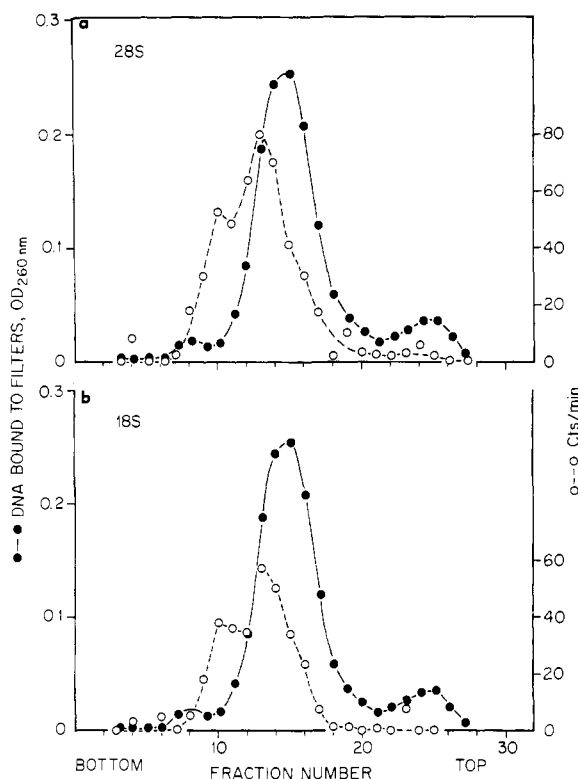 0.3
a
28S
0.2
80
60
0.1
40
20
0
0
b
18S
0.3
0.2
60
0.1
40
20
0
0
10
20
30
BOTTOM
FRACTION NUMBER
TOP
●—● DNA BOUND TO FILTERS, OD260 nm
○--○ Cts/min